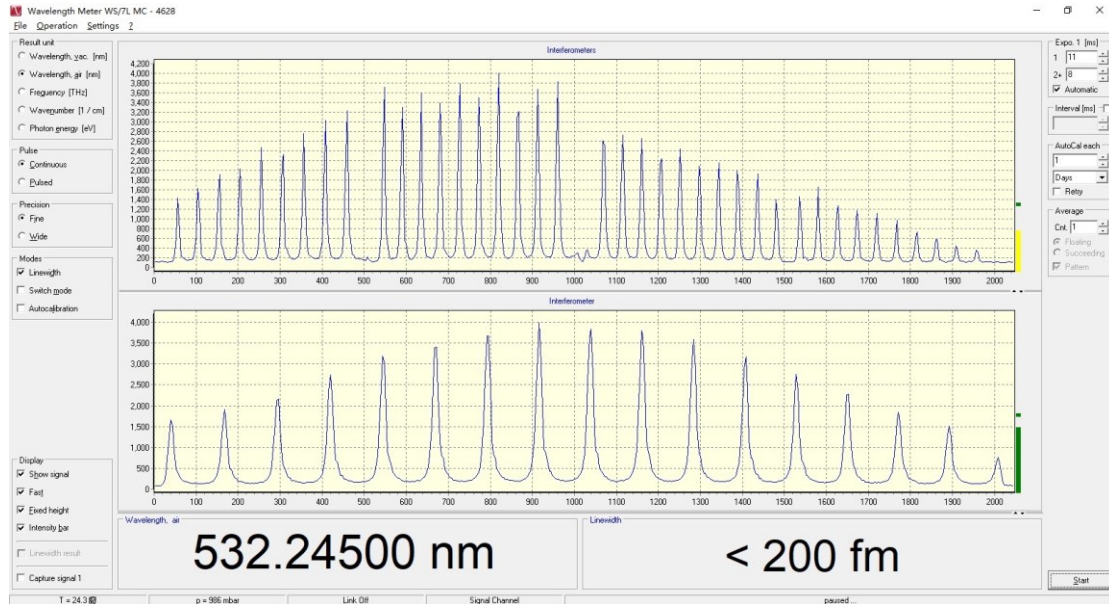 Wavelength Meter WS/7L MC - 4628
File Operation Settings ?
Result unit
Wavelength, vac. [nm]
Wavelength, air [nm]
Frequency [THz]
Wavenumber [1 / cm]
Photon energy [eV]
Pulse
Continuous
Pulsed
Precision
Fine
Wide
Modes
Linewidth
Switch mode
Autocalibration
Display
Show signal
Fast
Fixed height
Intensity bar
Linewidth result
Capture signal 1
Interferometers
4,200
4,000
3,800
3,600
3,400
3,200
3,000
2,800
2,600
2,400
2,200
2,000
1,800
1,600
1,400
1,200
1,000
800
600
400
200
0
0 100 200 300 400 500 600 700 800 900 1000 1100 1200 1300 1400 1500 1600 1700 1800 1900 2000
Interferometer
4,000
3,500
3,000
2,500
2,000
1,500
1,000
500
0
0 100 200 300 400 500 600 700 800 900 1000 1100 1200 1300 1400 1500 1600 1700 1800 1900 2000
Wavelength, air
532.24500 nm
Linewidth
< 200 fm
Expo. 1 [ms]
1 11
2+ 8
Automatic
Interval [ms]
AutoCal each
1
Days
Retry
Average
Cnt. 1
Floating
Succeeding
Pattern
Start
T = 24.3
p = 986 mbar
Link Off
Signal Channel
paused ...